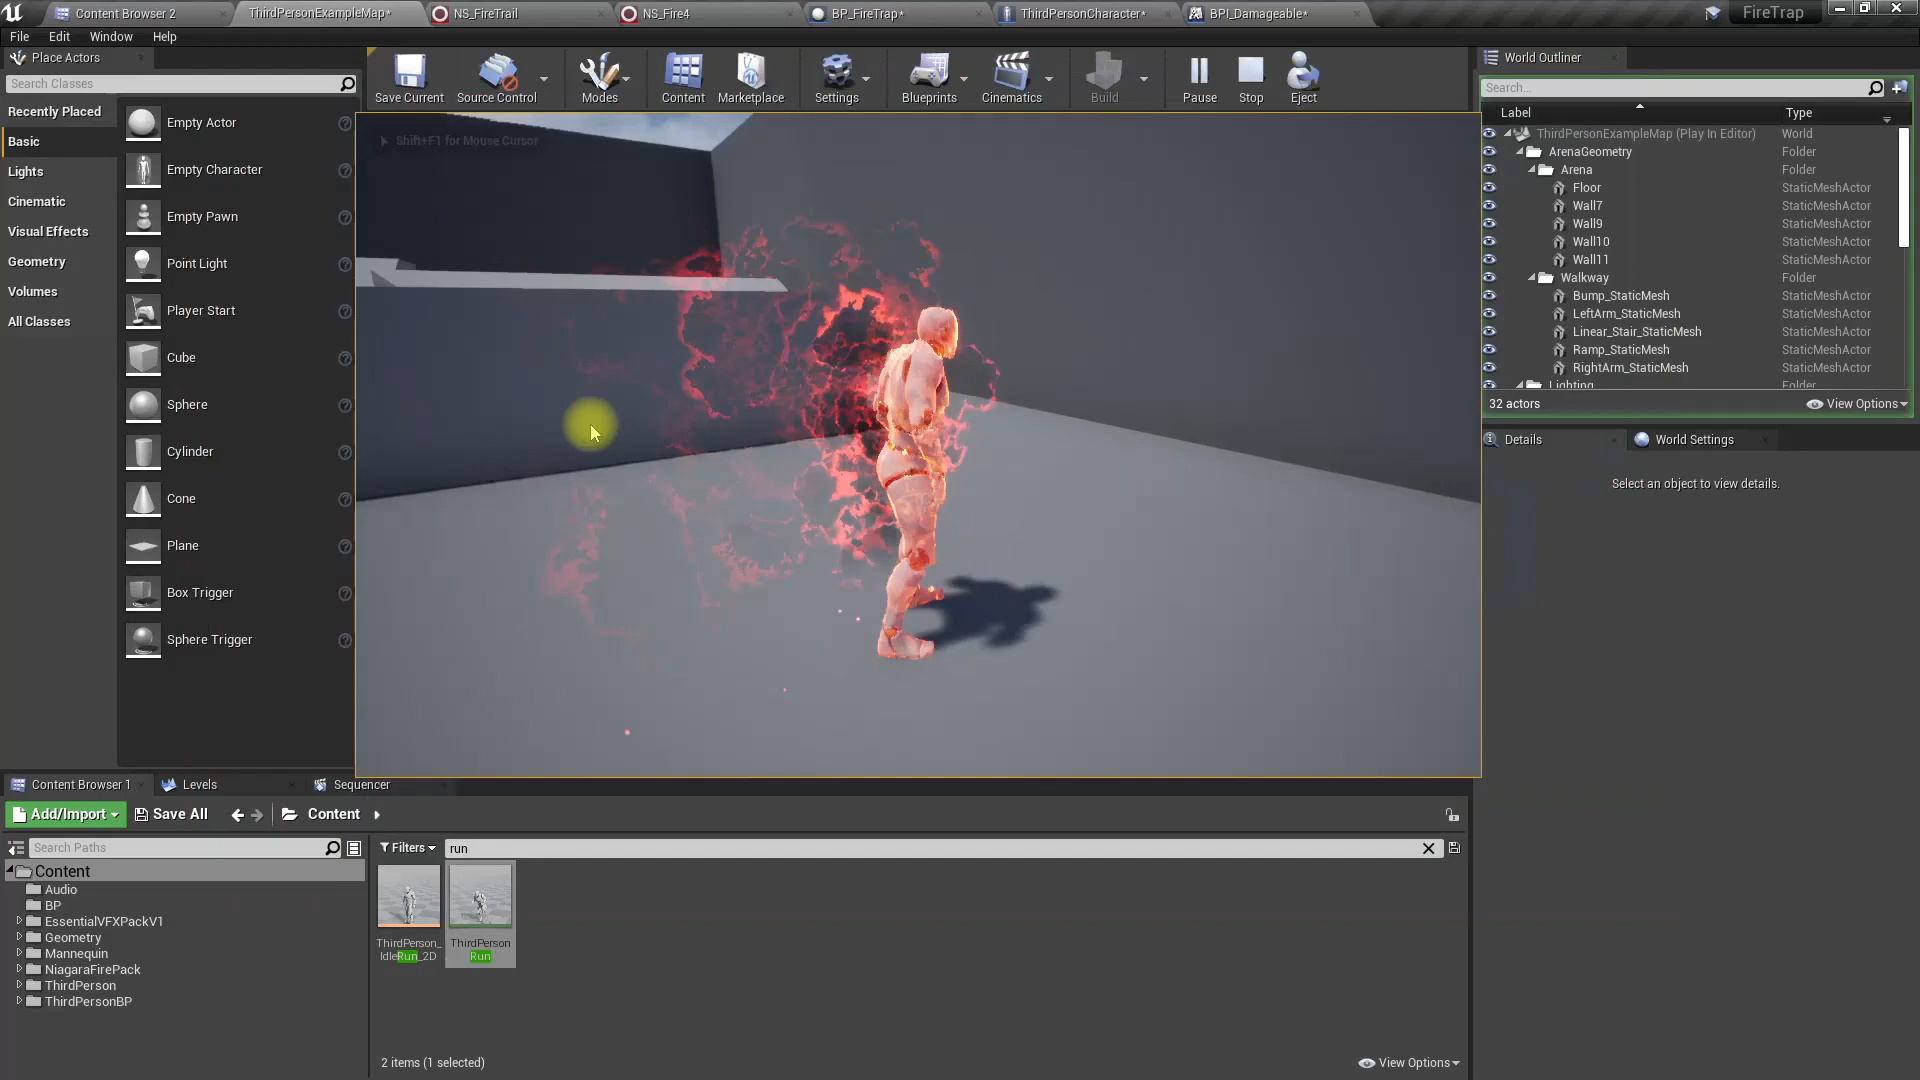 Content Browser 2
ThirdPersonExampleMap*
NS_FireTrail
NS_Fire4
BP_FireTrap*
ThirdPersonCharacter*
BPI_Damageable*
FireTrap
File
Edit
Window
Help
Place Actors
Search Classes
Recently Placed
Basic
Lights
Cinematic
Visual Effects
Geometry
Volumes
All Classes
Empty Actor
Empty Character
Empty Pawn
Point Light
Player Start
Cube
Sphere
Cylinder
Cone
Plane
Box Trigger
Sphere Trigger
Save Current
Source Control
Modes
Content
Marketplace
Settings
Blueprints
Cinematics
Build
Pause
Stop
Eject
Shift+F1 for Mouse Cursor
World Outliner
Search...
Label
Type
ThirdPersonExampleMap (Play In Editor)
World
ArenaGeometry
Folder
Arena
Folder
Floor
StaticMeshActor
Wall7
StaticMeshActor
Wall9
StaticMeshActor
Wall10
StaticMeshActor
Wall11
StaticMeshActor
Walkway
Folder
Bump_StaticMesh
StaticMeshActor
LeftArm_StaticMesh
StaticMeshActor
Linear_Stair_StaticMesh
StaticMeshActor
Ramp_StaticMesh
StaticMeshActor
RightArm_StaticMesh
StaticMeshActor
Lighting
Folder
32 actors
View Options
Details
World Settings
Select an object to view details.
Content Browser 1
Levels
Sequencer
Add/Import
Save All
Content
Search Paths
Content
Audio
BP
EssentialVFXPackV1
Geometry
Mannequin
NiagaraFirePack
ThirdPerson
ThirdPersonBP
Filters
run
ThirdPerson_
IdleRun_2D
ThirdPerson
Run
2 items (1 selected)
View Options